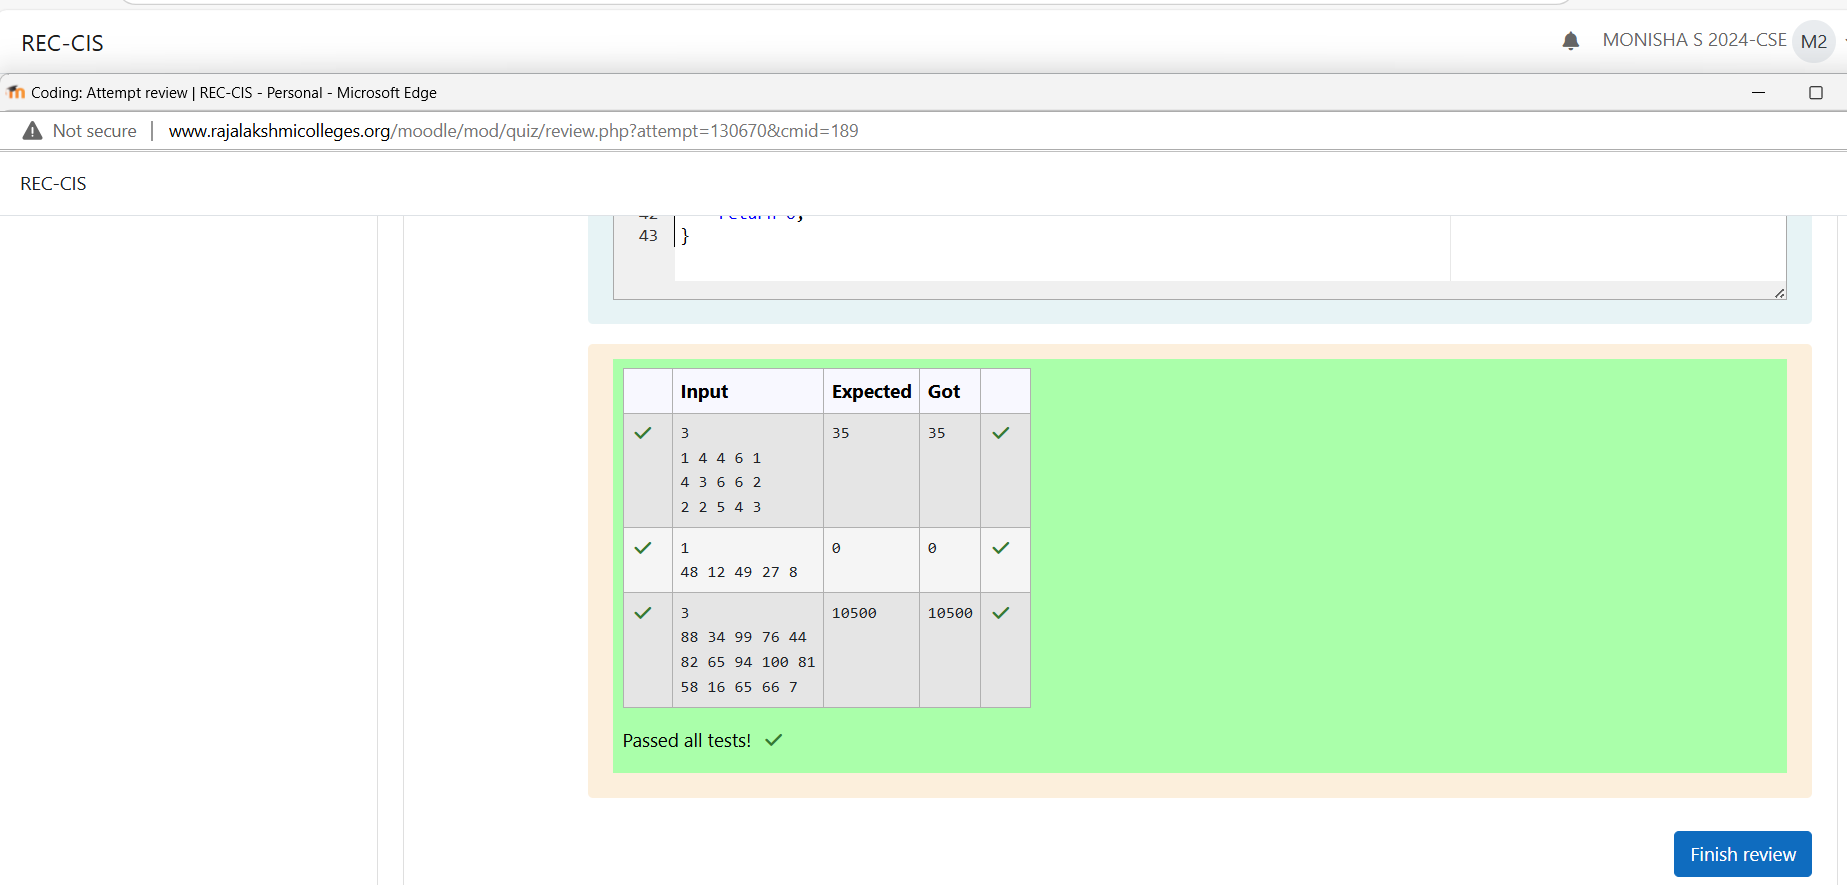 REC-CIS
MONISHA S 2024-CSE M2
Coding: Attempt review | REC-CIS - Personal - Microsoft Edge
Not secure | www.rajalakshmicolleges.org/moodle/mod/quiz/review.php?attempt=130670&cmid=189
REC-CIS
43 }
Input Expected Got
3 35 35
1 4 4 6 1
4 3 6 6 2
2 2 5 4 3
1 0 0
48 12 49 27 8
3 10500 10500
88 34 99 76 44
82 65 94 100 81
58 16 65 66 7
Passed all tests!
Finish review